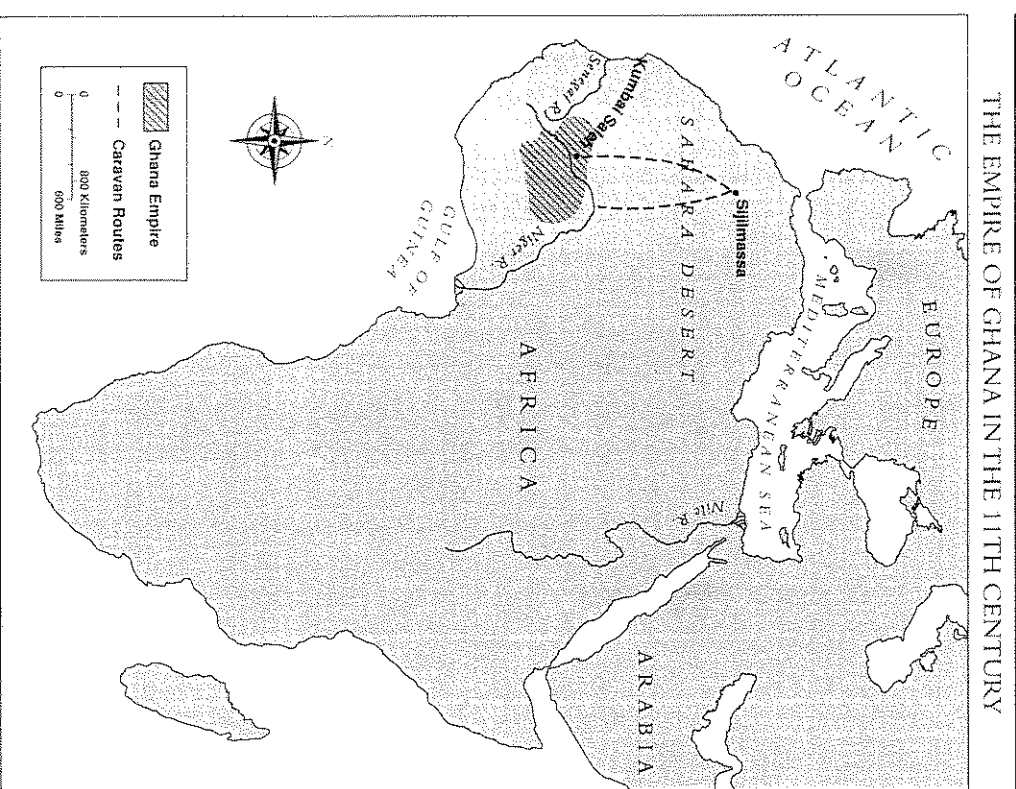 THE EMPIRE OF GHANA IN THE 11TH CENTURY
ATLANTIC
OCEAN
EUROPE
MEDITERRANEAN SEA
Sijilmassa
SAHARA DESERT
Nile R.
ARABIA
Kumbai Saleh
Senegal R.
Niger R.
AFRICA
GULF OF
GUINEA
N
Ghana Empire
Caravan Routes
0 800 Kilometers
0 600 Miles